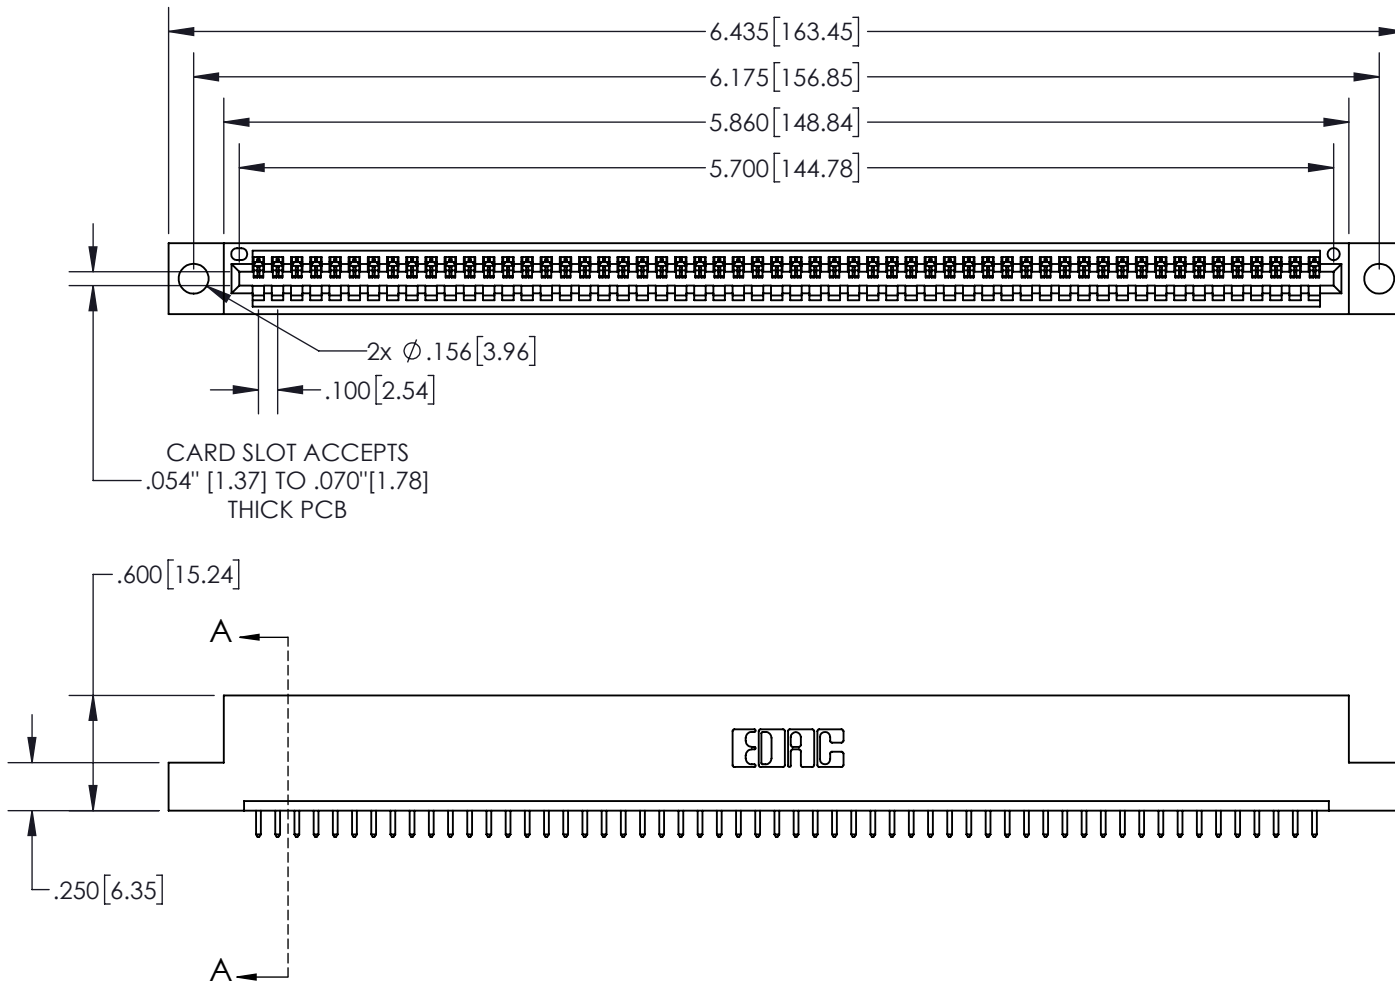 6.435[163.45]
6.175[156.85]
5.860[148.84]
5.700[144.78]
2x Ø.156[3.96]
.100[2.54]
CARD SLOT ACCEPTS
.054" [1.37] TO .070"[1.78]
THICK PCB
.600[15.24]
A
EDAC
.250[6.35]
A